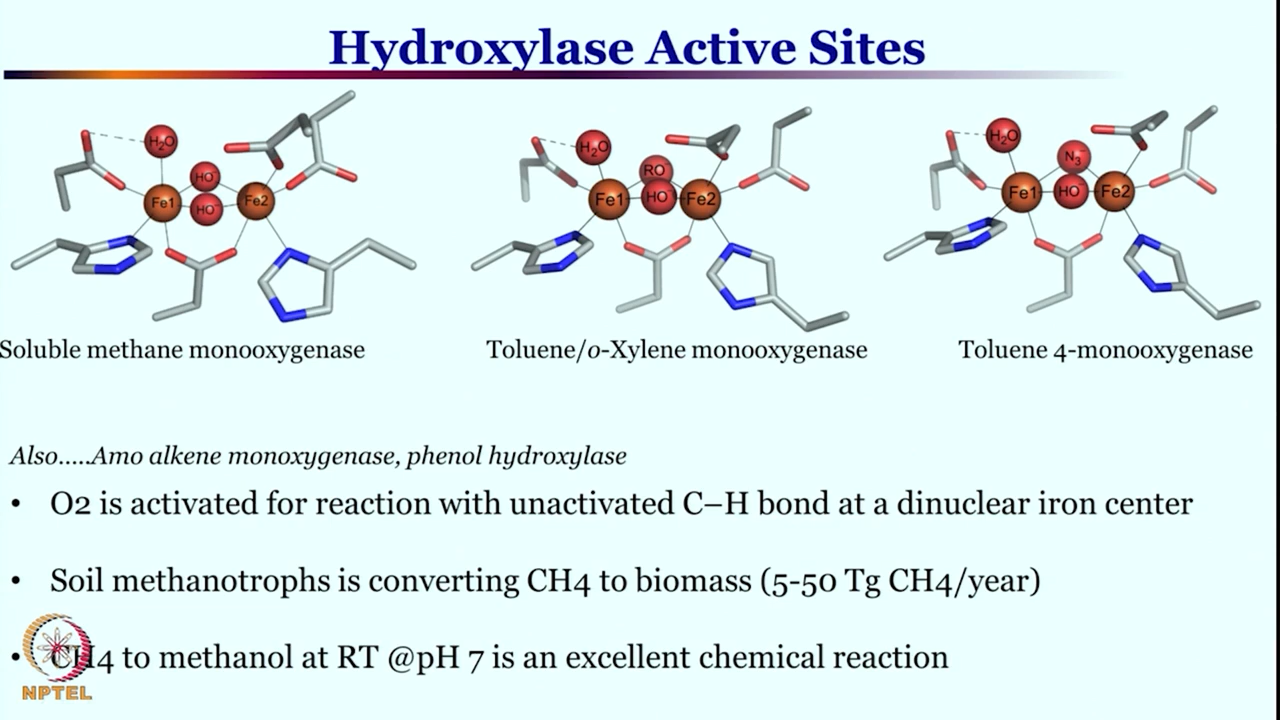 Hydroxylase Active Sites
H₂O HO⁻ HO⁻ Fe1 Fe2
H₂O RO HO⁻ Fe1 Fe2
H₂O N₃⁻ HO⁻ Fe1 Fe2
Soluble methane monooxygenase
Toluene/o-Xylene monooxygenase
Toluene 4-monooxygenase
Also.....Amo alkene monoxygenase, phenol hydroxylase
• O2 is activated for reaction with unactivated C–H bond at a dinuclear iron center
• Soil methanotrophs is converting CH4 to biomass (5-50 Tg CH4/year)
• CH4 to methanol at RT @pH 7 is an excellent chemical reaction
NPTEL